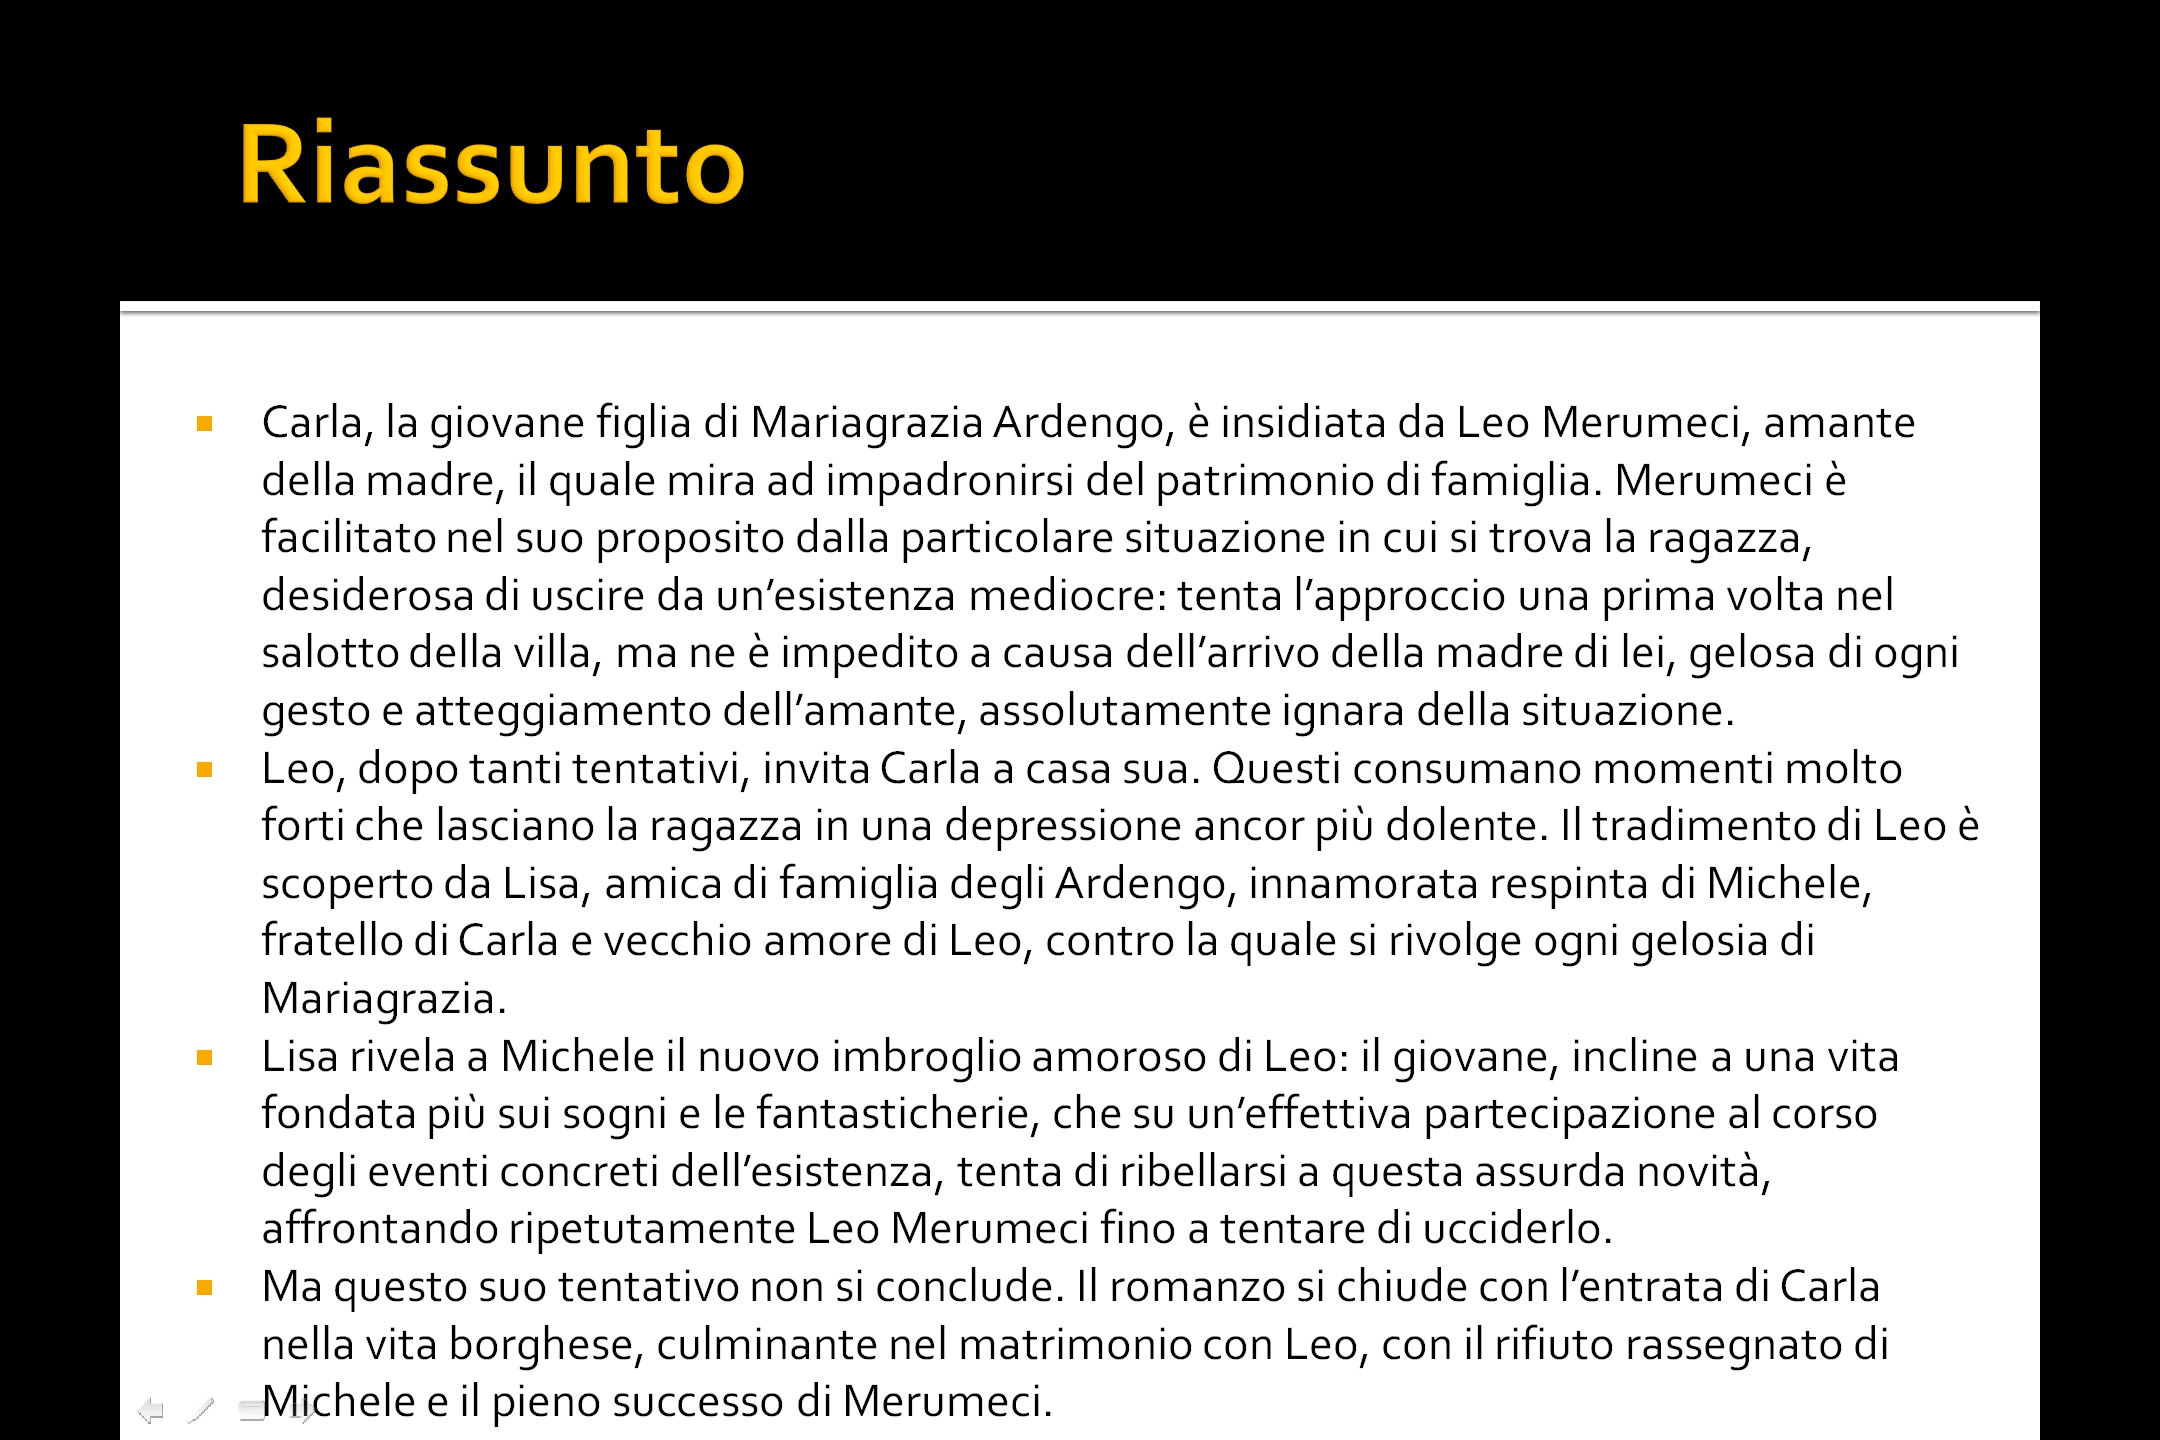 Riassunto
Carla, la giovane figlia di Mariagrazia Ardengo, è insidiata da Leo Merumeci, amante
della madre, il quale mira ad impadronirsi del patrimonio di famiglia. Merumeci è
facilitato nel suo proposito dalla particolare situazione in cui si trova la ragazza,
desiderosa di uscire da un’esistenza mediocre: tenta l’approccio una prima volta nel
salotto della villa, ma ne è impedito a causa dell’arrivo della madre di lei, gelosa di ogni
gesto e atteggiamento dell’amante, assolutamente ignara della situazione.
Leo, dopo tanti tentativi, invita Carla a casa sua. Questi consumano momenti molto
forti che lasciano la ragazza in una depressione ancor più dolente. Il tradimento di Leo è
scoperto da Lisa, amica di famiglia degli Ardengo, innamorata respinta di Michele,
fratello di Carla e vecchio amore di Leo, contro la quale si rivolge ogni gelosia di
Mariagrazia.
Lisa rivela a Michele il nuovo imbroglio amoroso di Leo: il giovane, incline a una vita
fondata più sui sogni e le fantasticherie, che su un’effettiva partecipazione al corso
degli eventi concreti dell’esistenza, tenta di ribellarsi a questa assurda novità,
affrontando ripetutamente Leo Merumeci fino a tentare di ucciderlo.
Ma questo suo tentativo non si conclude. Il romanzo si chiude con l’entrata di Carla
nella vita borghese, culminante nel matrimonio con Leo, con il rifiuto rassegnato di
Michele e il pieno successo di Merumeci.